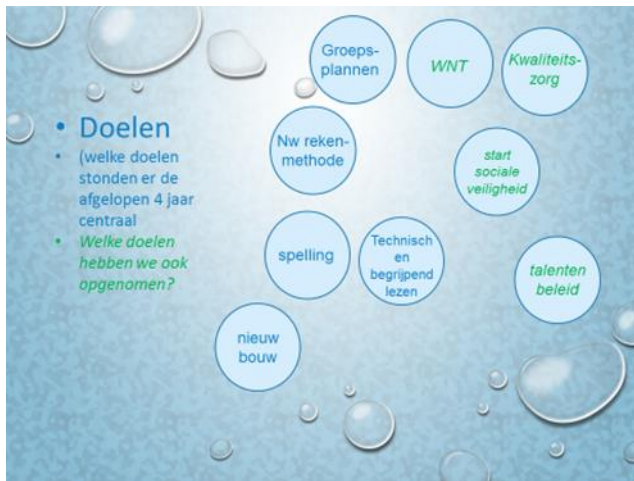 Doelen
(welke doelen
stonden er de
afgelopen 4 jaar
centraal
Welke doelen
hebben we ook
opgenomen?
Groeps-
plannen
WNT
Kwaliteits-
zorg
Nw reken-
methode
start
sociale
veiligheid
spelling
Technisch
en
begrijpend
lezen
talenten
beleid
nieuw
bouw